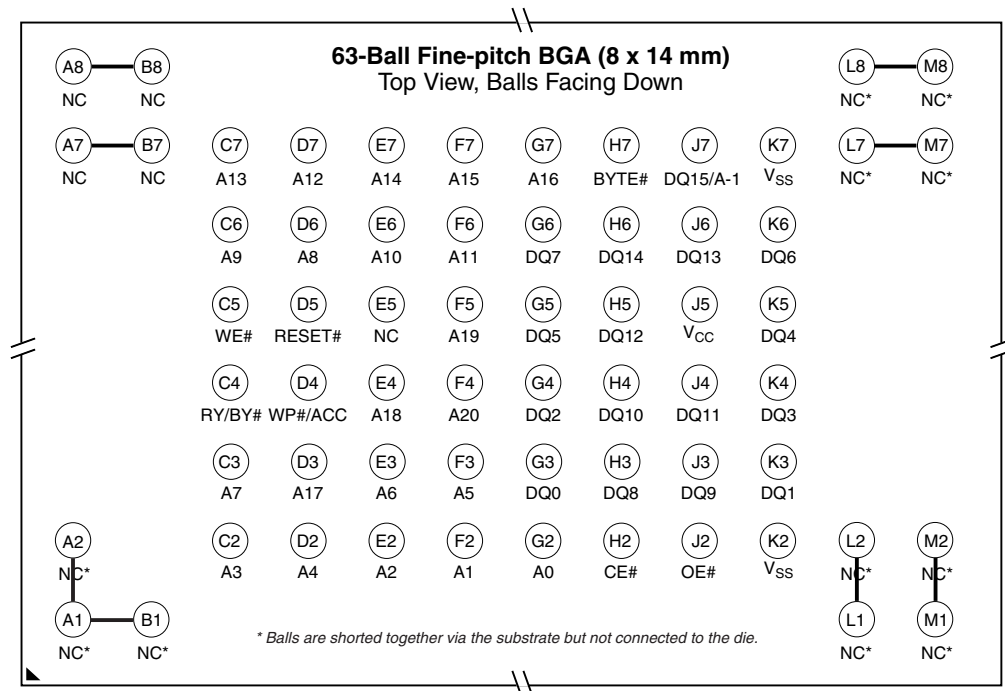 63-Ball Fine-pitch BGA (8 x 14 mm)
Top View, Balls Facing Down
A8 B8 L8 M8
NC NC NC* NC*
A7 B7 C7 D7 E7 F7 G7 H7 J7 K7 L7 M7
NC NC A13 A12 A14 A15 A16 BYTE# DQ15/A-1 VSS NC* NC*
C6 D6 E6 F6 G6 H6 J6 K6
A9 A8 A10 A11 DQ7 DQ14 DQ13 DQ6
C5 D5 E5 F5 G5 H5 J5 K5
WE# RESET# NC A19 DQ5 DQ12 VCC DQ4
C4 D4 E4 F4 G4 H4 J4 K4
RY/BY# WP#/ACC A18 A20 DQ2 DQ10 DQ11 DQ3
C3 D3 E3 F3 G3 H3 J3 K3
A7 A17 A6 A5 DQ0 DQ8 DQ9 DQ1
A2 C2 D2 E2 F2 G2 H2 J2 K2 L2 M2
NC* A3 A4 A2 A1 A0 CE# OE# VSS NC* NC*
A1 B1 L1 M1
NC* NC* NC* NC*
* Balls are shorted together via the substrate but not connected to the die.